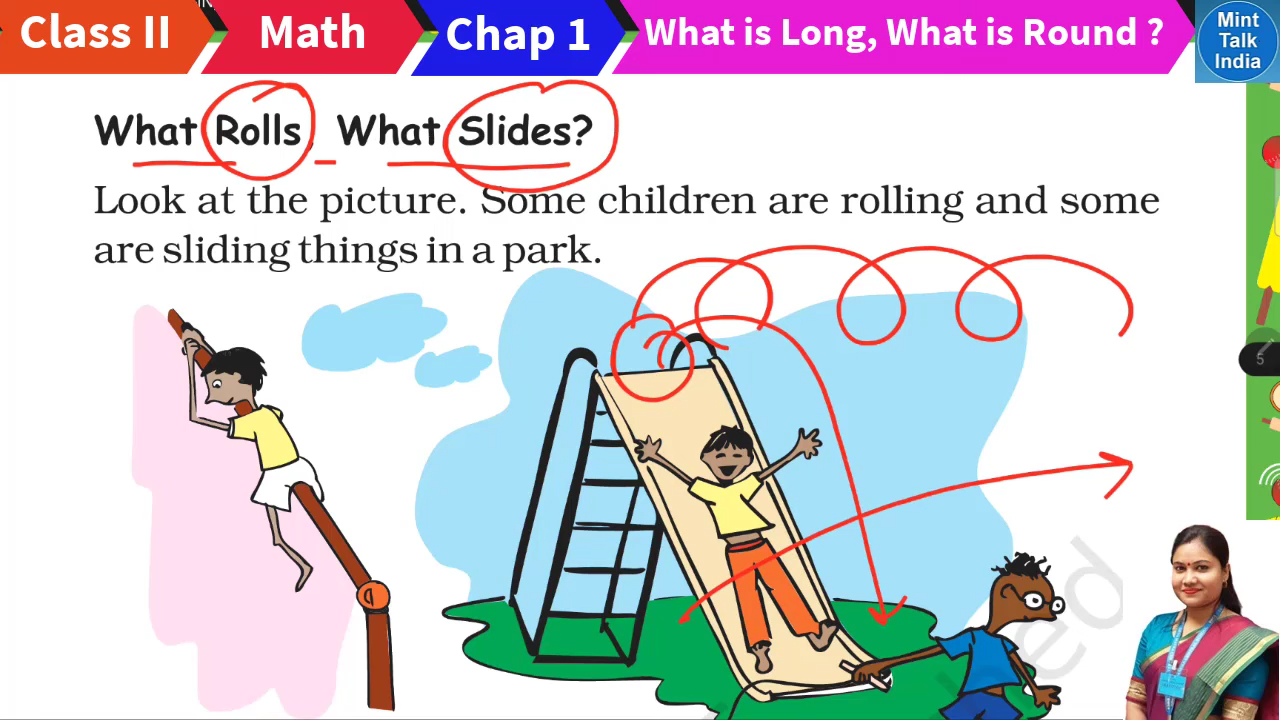 Class II
Math
Chap 1
What is Long, What is Round ?
Mint
Talk
India
What Rolls, What Slides?
Look at the picture. Some children are rolling and some
are sliding things in a park.
5